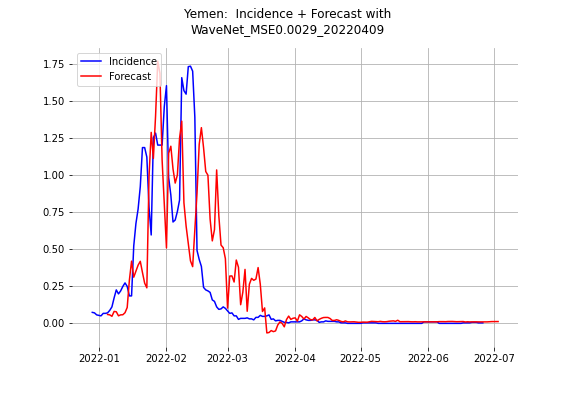 Yemen:  Incidence + Forecast with
WaveNet_MSE0.0029_20220409
Incidence
Forecast
1.75
1.50
1.25
1.00
0.75
0.50
0.25
0.00
2022-01 2022-02 2022-03 2022-04 2022-05 2022-06 2022-07